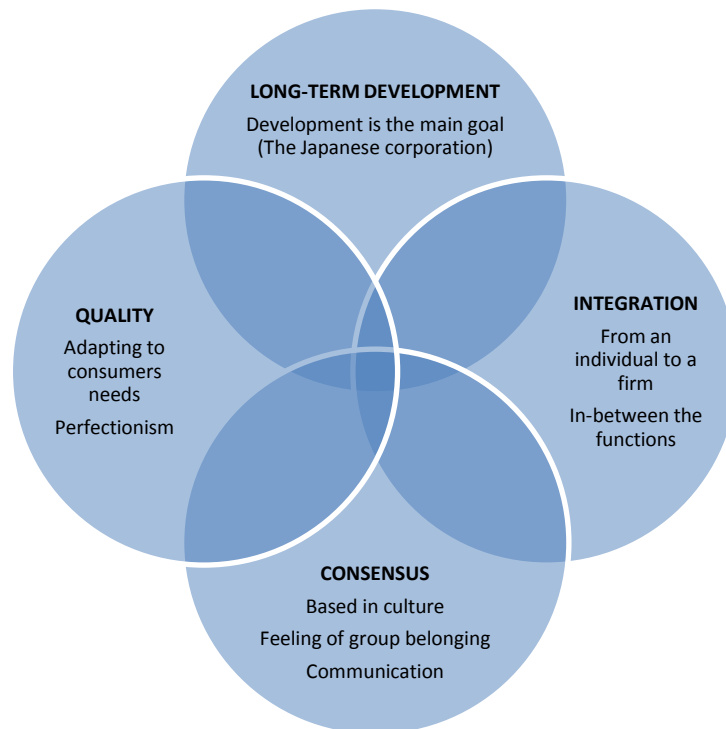 LONG-TERM DEVELOPMENT
Development is the main goal
(The Japanese corporation)
QUALITY
Adapting to
consumers
needs
Perfectionism
INTEGRATION
From an
individual to a
firm
In-between the
functions
CONSENSUS
Based in culture
Feeling of group belonging
Communication